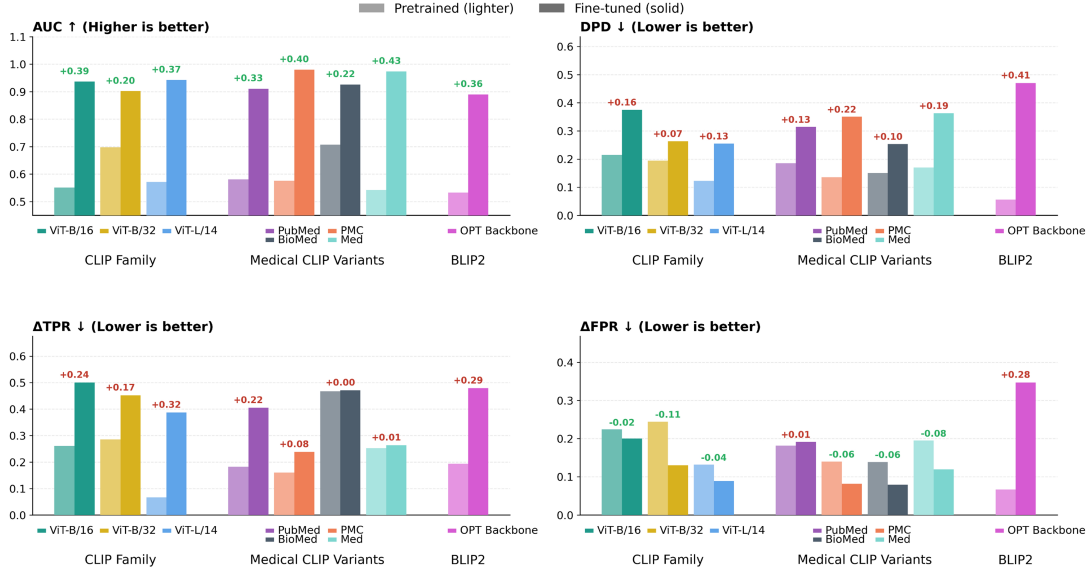 Pretrained (lighter) Fine-tuned (solid)
AUC ↑ (Higher is better)
1.1
1.0
0.9
0.8
0.7
0.6
0.5
+0.39
+0.20
+0.37
+0.33
+0.40
+0.22
+0.43
+0.36
ViT-B/16 ViT-B/32 ViT-L/14
PubMed PMC
BioMed Med
OPT Backbone
CLIP Family Medical CLIP Variants BLIP2
DPD ↓ (Lower is better)
0.6
0.5
0.4
0.3
0.2
0.1
0.0
+0.16
+0.07
+0.13
+0.13
+0.22
+0.10
+0.19
+0.41
ViT-B/16 ViT-B/32 ViT-L/14
PubMed PMC
BioMed Med
OPT Backbone
CLIP Family Medical CLIP Variants BLIP2
ΔTPR ↓ (Lower is better)
0.6
0.5
0.4
0.3
0.2
0.1
0.0
+0.24
+0.17
+0.32
+0.22
+0.08
+0.00
+0.01
+0.29
ViT-B/16 ViT-B/32 ViT-L/14
PubMed PMC
BioMed Med
OPT Backbone
CLIP Family Medical CLIP Variants BLIP2
ΔFPR ↓ (Lower is better)
0.4
0.3
0.2
0.1
0.0
-0.02
-0.11
-0.04
+0.01
-0.06
-0.06
-0.08
+0.28
ViT-B/16 ViT-B/32 ViT-L/14
PubMed PMC
BioMed Med
OPT Backbone
CLIP Family Medical CLIP Variants BLIP2